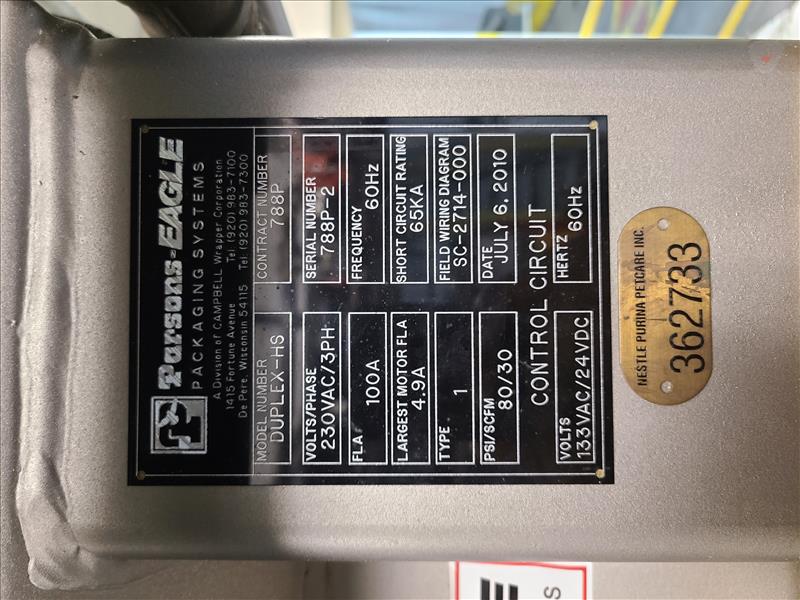 Parsons-EAGLE
PACKAGING SYSTEMS
A Division of CAMPBELL Wrapper Corporation
1415 Fortune Avenue Tel: (920) 983-7100
De Pere, Wisconsin 54115 Tel: (920) 983-7300
MODEL NUMBER CONTRACT NUMBER
DUPLEX-HS 788P
VOLTS/PHASE SERIAL NUMBER
230VAC/3PH 788P-2
FLA FREQUENCY
100A 60Hz
LARGEST MOTOR FLA SHORT CIRCUIT RATING
4.9A 65KA
TYPE FIELD WIRING DIAGRAM
1 SC-2714-000
PSI/SCFM DATE
80/30 JULY 6, 2010
CONTROL CIRCUIT
VOLTS HERTZ
133VAC/24VDC 60Hz
NESTLE PURINA PETCARE INC.
362733